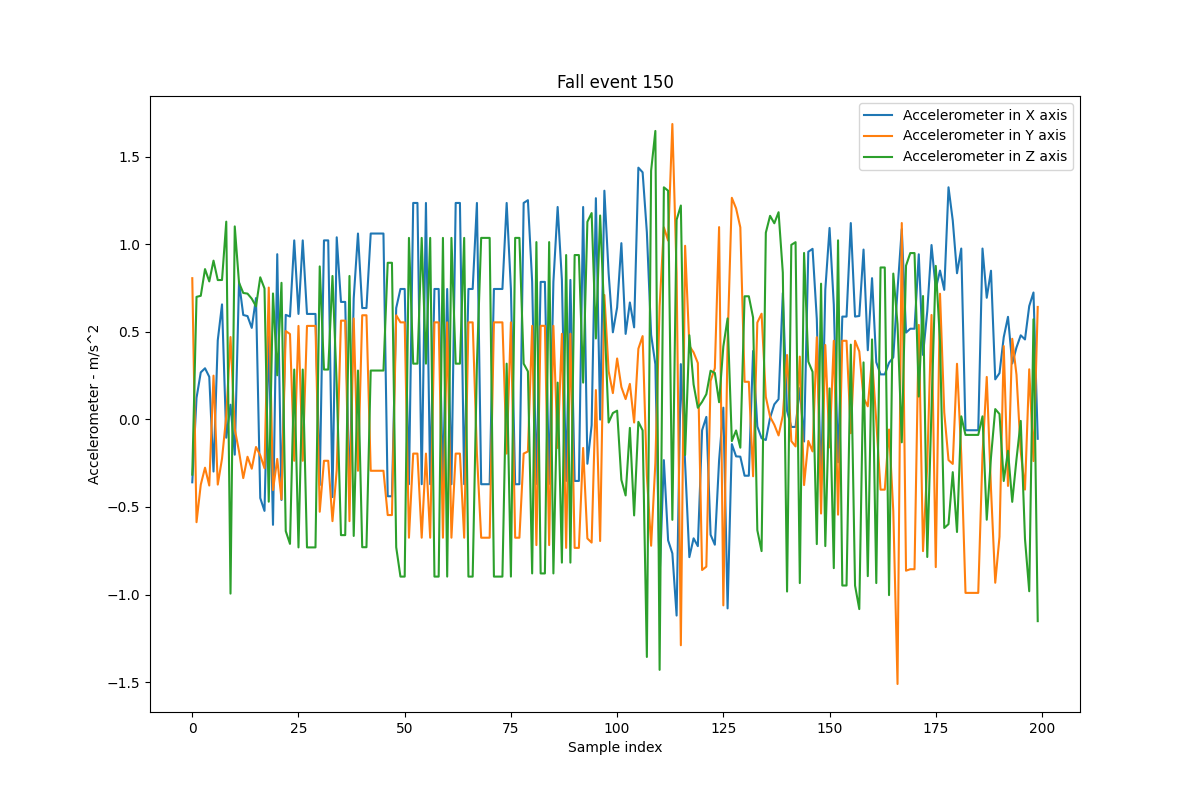 Fall event 150
Accelerometer in X axis
Accelerometer in Y axis
Accelerometer in Z axis
Accelerometer - m/s^2
1.5
1.0
0.5
0.0
−0.5
−1.0
−1.5
0 25 50 75 100 125 150 175 200
Sample index